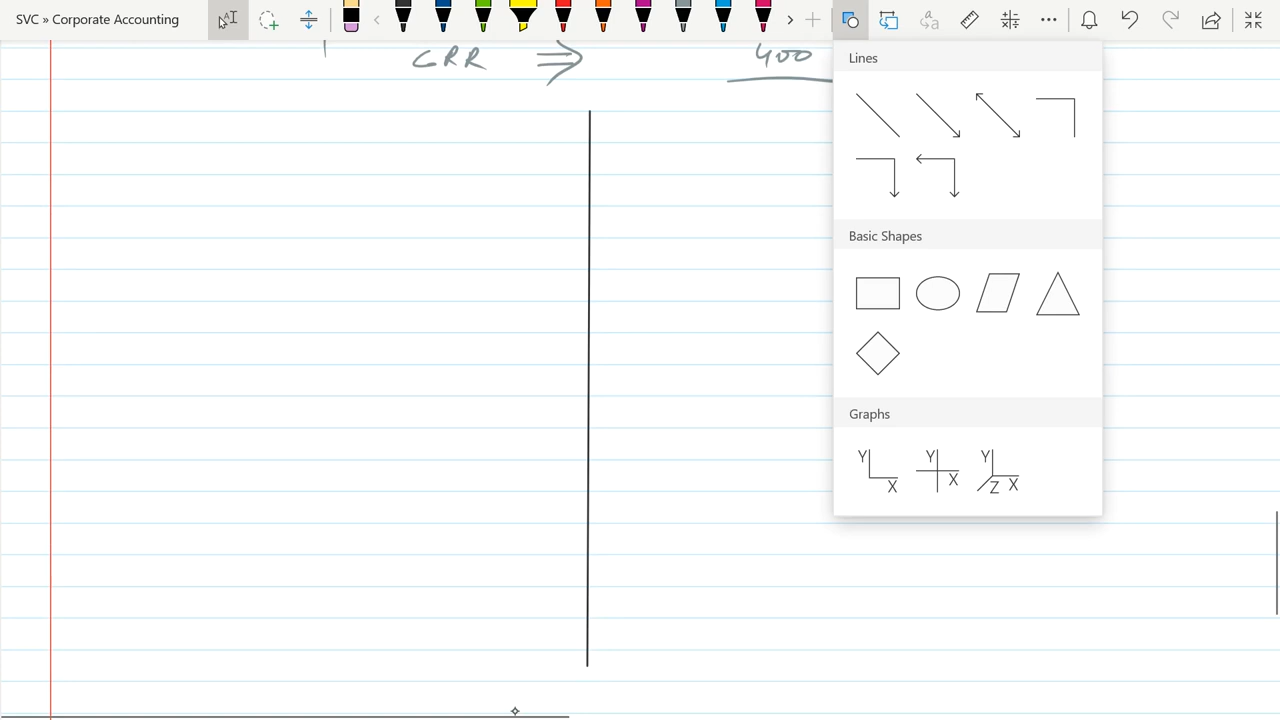 SVC » Corporate Accounting
CRR ⇒ 400
Lines
Basic Shapes
Graphs
Y X
Y X
Y Z X